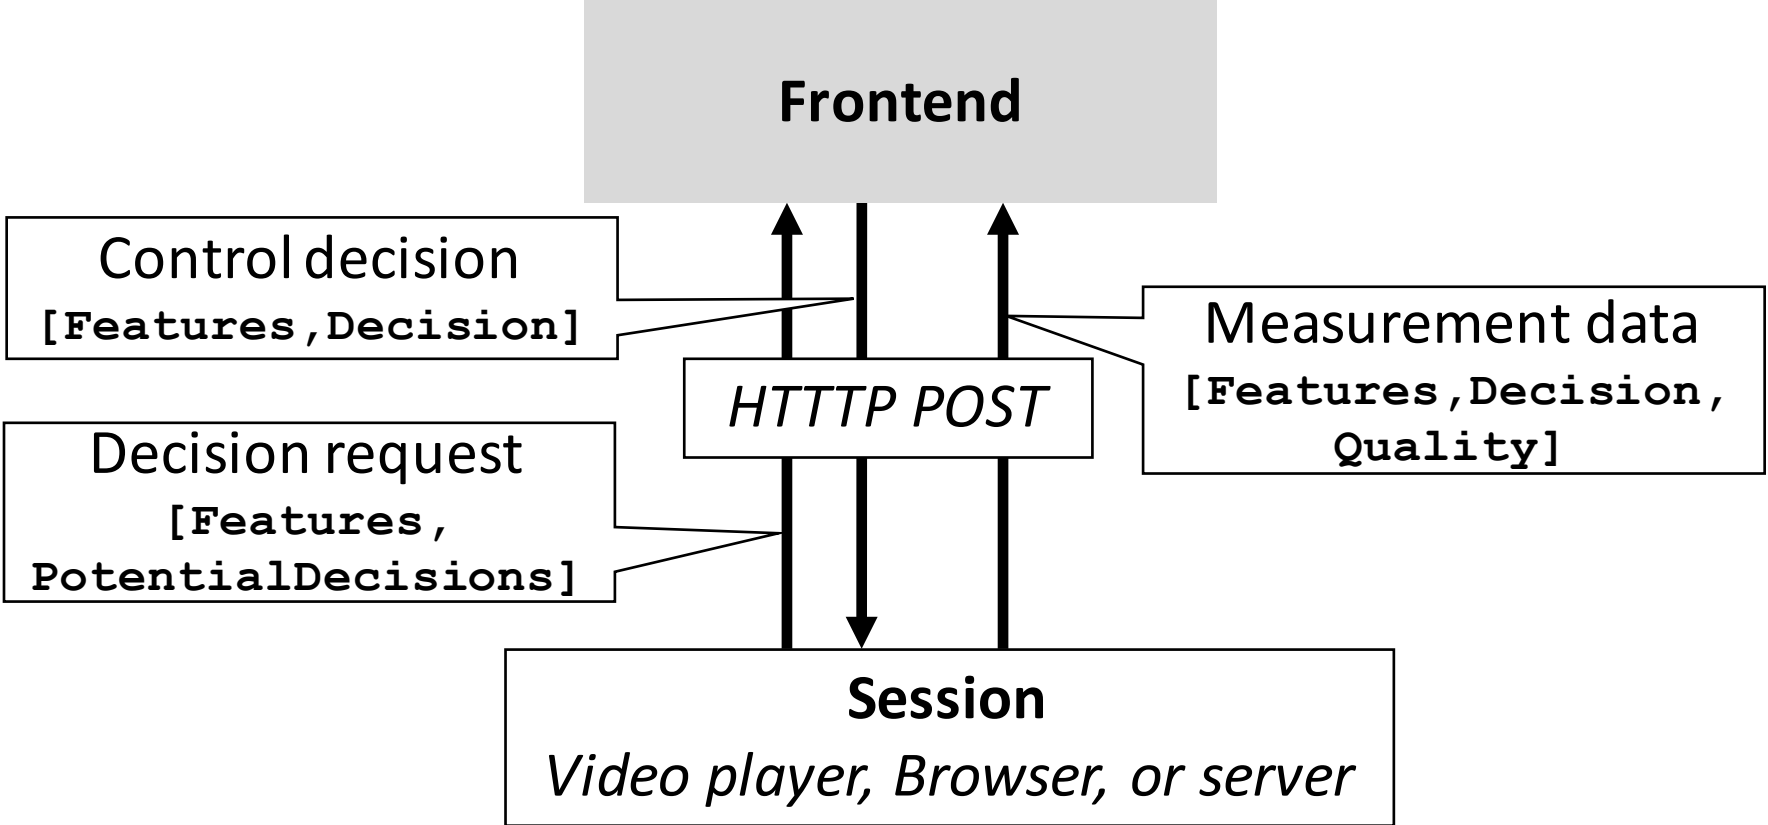 Frontend
Control decision
[Features,Decision]
Measurement data
[Features,Decision,
Quality]
HTTTP POST
Decision request
[Features,
PotentialDecisions]
Session
Video player, Browser, or server